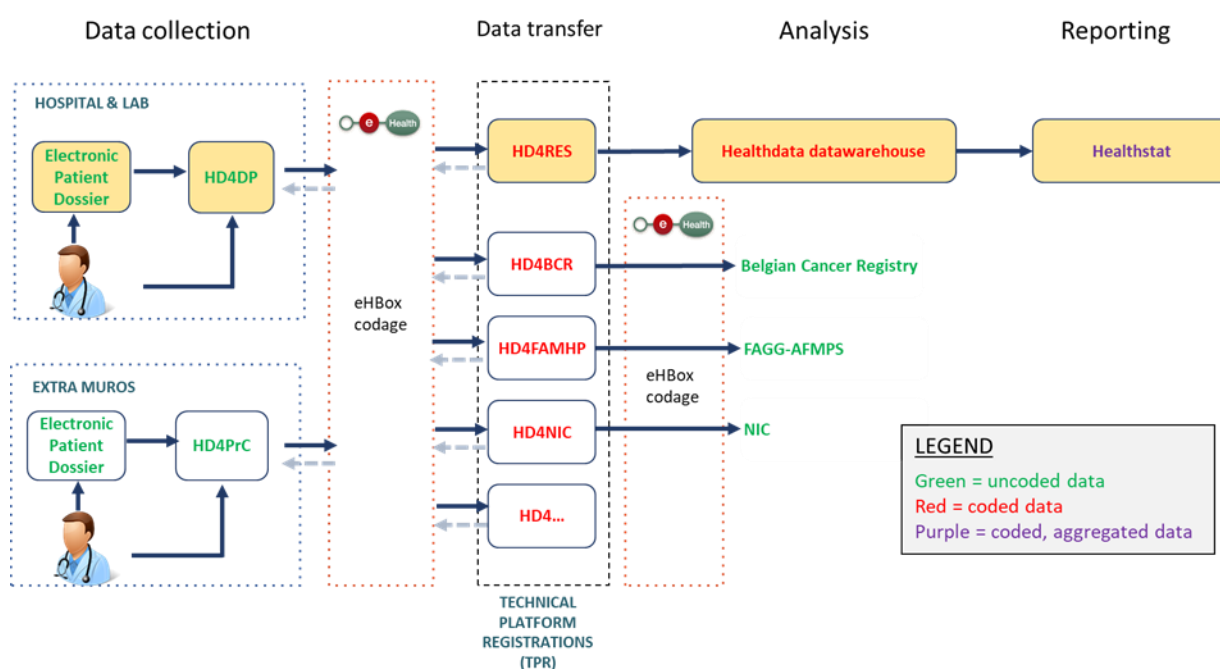 Data collection
Data transfer
Analysis
Reporting
HOSPITAL & LAB
Electronic
Patient
Dossier
HD4DP
e Health
HD4RES
Healthdata datawarehouse
Healthstat
e Health
HD4BCR
Belgian Cancer Registry
eHBox
codage
HD4FAMHP
FAGG-AFMPS
EXTRA MUROS
Electronic
Patient
Dossier
HD4PrC
eHBox
codage
HD4NIC
NIC
HD4...
LEGEND
Green = uncoded data
Red = coded data
Purple = coded, aggregated data
TECHNICAL
PLATFORM
REGISTRATIONS
(TPR)